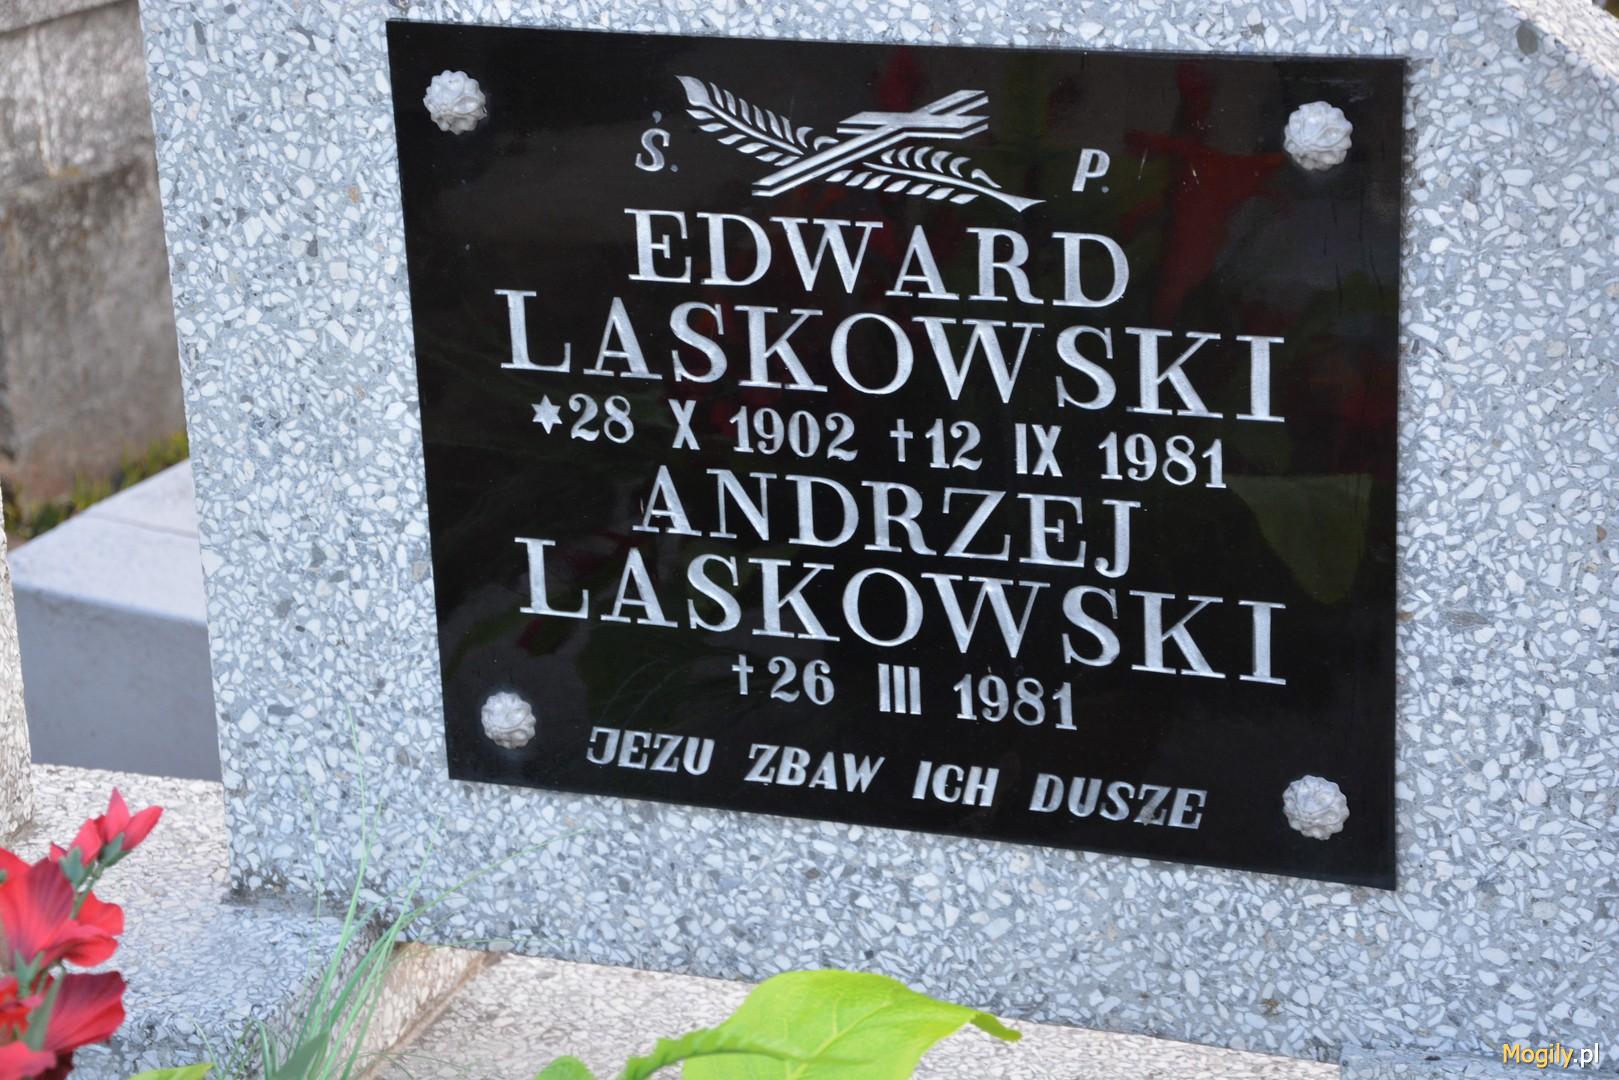 Ś. P.
EDWARD
LASKOWSKI
✶28 X 1902 †12 IX 1981
ANDRZEJ
LASKOWSKI
†26 III 1981
JEZU ZBAW ICH DUSZE
Mogily.pl